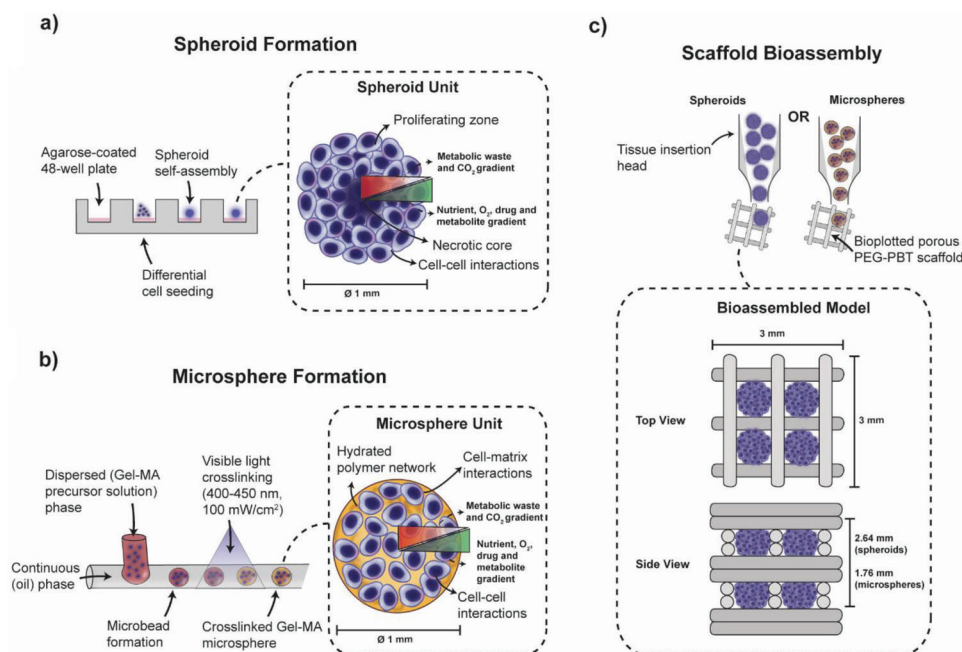 a)
Spheroid Formation
Agarose-coated
48-well plate
Spheroid
self-assembly
Differential
cell seeding
Spheroid Unit
Proliferating zone
Metabolic waste
and CO₂ gradient
Nutrient, O₂, drug and
metabolite gradient
Necrotic core
Cell-cell interactions
Ø 1 mm
b)
Microsphere Formation
Dispersed (Gel-MA
precursor solution)
phase
Visible light
crosslinking
(400-450 nm,
100 mW/cm²)
Continuous
(oil) phase
Microbead
formation
Crosslinked Gel-MA
microsphere
Microsphere Unit
Hydrated
polymer network
Cell-matrix
interactions
Metabolic waste
and CO₂ gradient
Nutrient, O₂,
drug and
metabolite
gradient
Cell-cell
interactions
Ø 1 mm
c)
Scaffold Bioassembly
Spheroids
OR
Microspheres
Tissue insertion
head
Bioplotted porous
PEG-PBT scaffold
Bioassembled Model
3 mm
Top View
3 mm
Side View
2.64 mm
(spheroids)
1.76 mm
(microspheres)